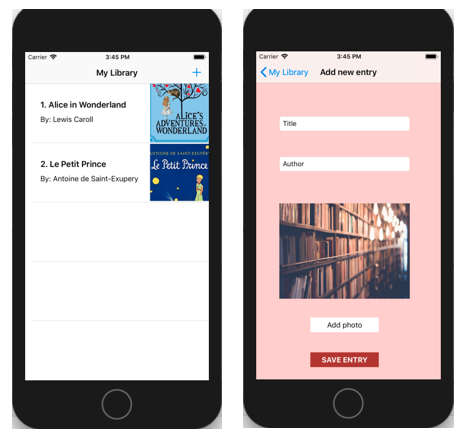 Carrier 3:45 PM
My Library +
1. Alice in Wonderland
By: Lewis Caroll
ALICE'S
ADVENTURES
IN
WONDERLAND
2. Le Petit Prince
By: Antoine de Saint-Exupery
ANTOINE DE SAINT-EXUPÉRY
Le Petit Prince
Carrier 3:45 PM
My Library Add new entry
Title
Author
Add photo
SAVE ENTRY